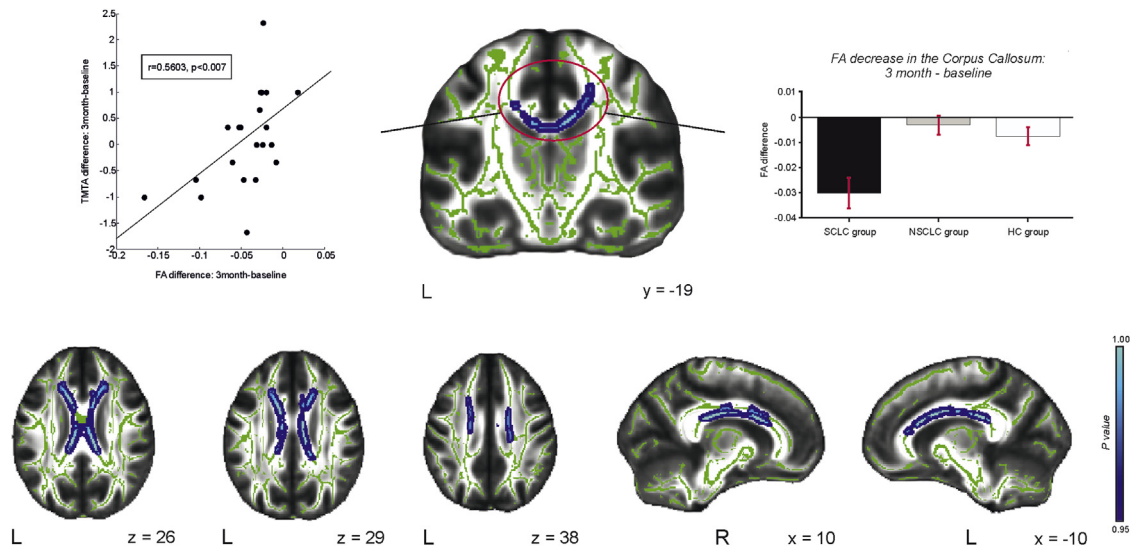 2.5
2
1.5
1
0.5
0
-0.5
-1
-1.5
-2
TMTA difference: 3month-baseline
r=0.5603, p<0.007
-0.2
-0.15
-0.1
-0.05
0
0.05
FA difference: 3month-baseline
L
y = -19
FA decrease in the Corpus Callosum:
3 month - baseline
0.01
0
-0.01
-0.02
-0.03
-0.04
FA difference
SCLC group
NSCLC group
HC group
L
z = 26
L
z = 29
L
z = 38
R
x = 10
L
x = -10
1.00
P value
0.95